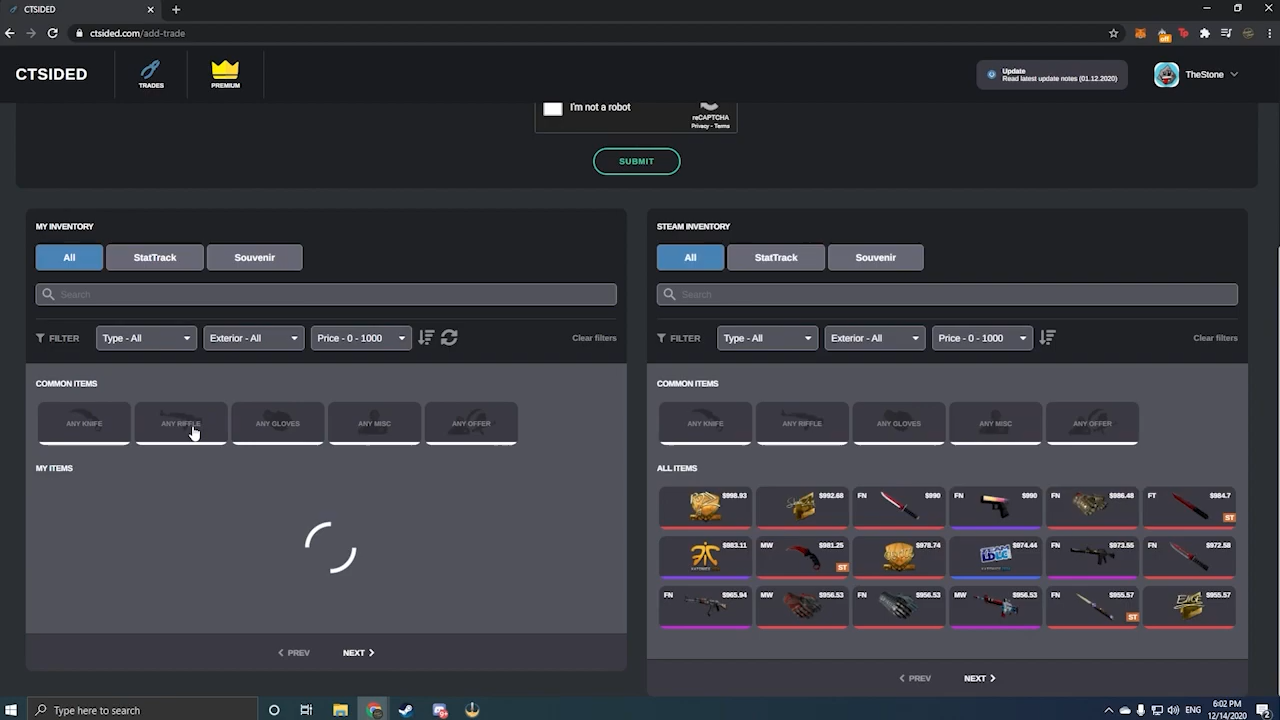 CTSIDED
ctsided.com/add-trade
off
CTSIDED
TRADES
PREMIUM
Update
Read latest update notes (01.12.2020)
TheStone
I'm not a robot
reCAPTCHA
Privacy - Terms
SUBMIT
MY INVENTORY
All StatTrack Souvenir
Search
FILTER Type - All Exterior - All Price - 0 - 1000 Clear filters
COMMON ITEMS
ANY KNIFE ANY RIFFLE ANY GLOVES ANY MISC ANY OFFER
MY ITEMS
PREV NEXT
STEAM INVENTORY
All StatTrack Souvenir
Search
FILTER Type - All Exterior - All Price - 0 - 1000 Clear filters
COMMON ITEMS
ANY KNIFE ANY RIFFLE ANY GLOVES ANY MISC ANY OFFER
ALL ITEMS
$998.93 $992.68 FN $990 FN $990 FN $986.48 FT $984.7 ST
$983.11 MW $981.25 ST $978.74 $974.44 FN $973.55 FN $972.58
FN $965.94 MW $956.53 FN $956.53 MW $956.53 FN $955.57 ST $955.57
PREV NEXT
Type here to search
ENG
6:02 PM
12/14/2020
2